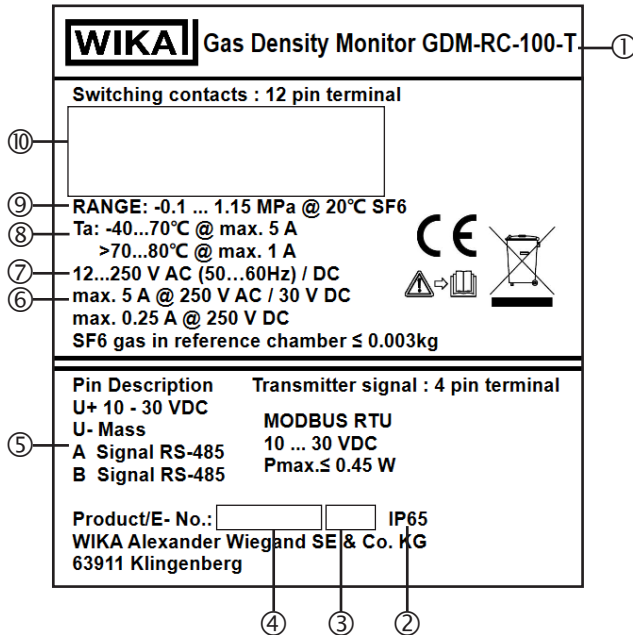 WIKA Gas Density Monitor GDM-RC-100-T ①
Switching contacts : 12 pin terminal
⑩
⑨ RANGE: -0.1 ... 1.15 MPa @ 20℃ SF6
⑧ Ta: -40...70℃ @ max. 5 A
>70...80℃ @ max. 1 A
CE
⑦ 12...250 V AC (50...60Hz) / DC
⑥ max. 5 A @ 250 V AC / 30 V DC
max. 0.25 A @ 250 V DC
SF6 gas in reference chamber ≤ 0.003kg
Pin Description Transmitter signal : 4 pin terminal
U+ 10 - 30 VDC
U- Mass
⑤ A Signal RS-485
B Signal RS-485
MODBUS RTU
10 ... 30 VDC
Pmax.≤ 0.45 W
Product/E- No.: IP65
WIKA Alexander Wiegand SE & Co. KG
63911 Klingenberg
④ ③ ②